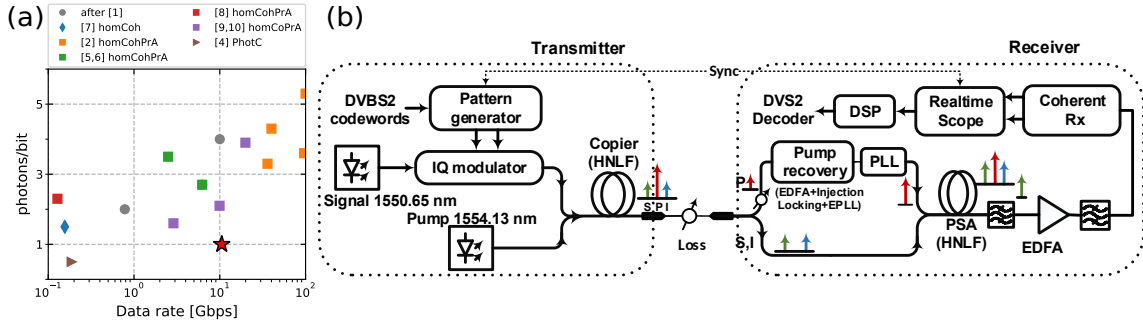 (a)
after [1]
[7] homCoh
[2] homCohPrA
[5,6] homCohPrA
[8] homCohPrA
[9,10] homCoPrA
[4] PhotC
photons/bit
5
4
3
2
1
0
10⁻¹
10⁰
10¹
10²
Data rate [Gbps]
(b)
Transmitter
Receiver
Sync
DVBS2
codewords
Pattern
generator
IQ modulator
Signal 1550.65 nm
Pump 1554.13 nm
Copier
(HNLF)
S P I
Loss
DVS2
Decoder
DSP
Realtime
Scope
Coherent
Rx
P
Pump
recovery
PLL
(EDFA+Injection
Locking+EPLL)
S,I
PSA
(HNLF)
EDFA